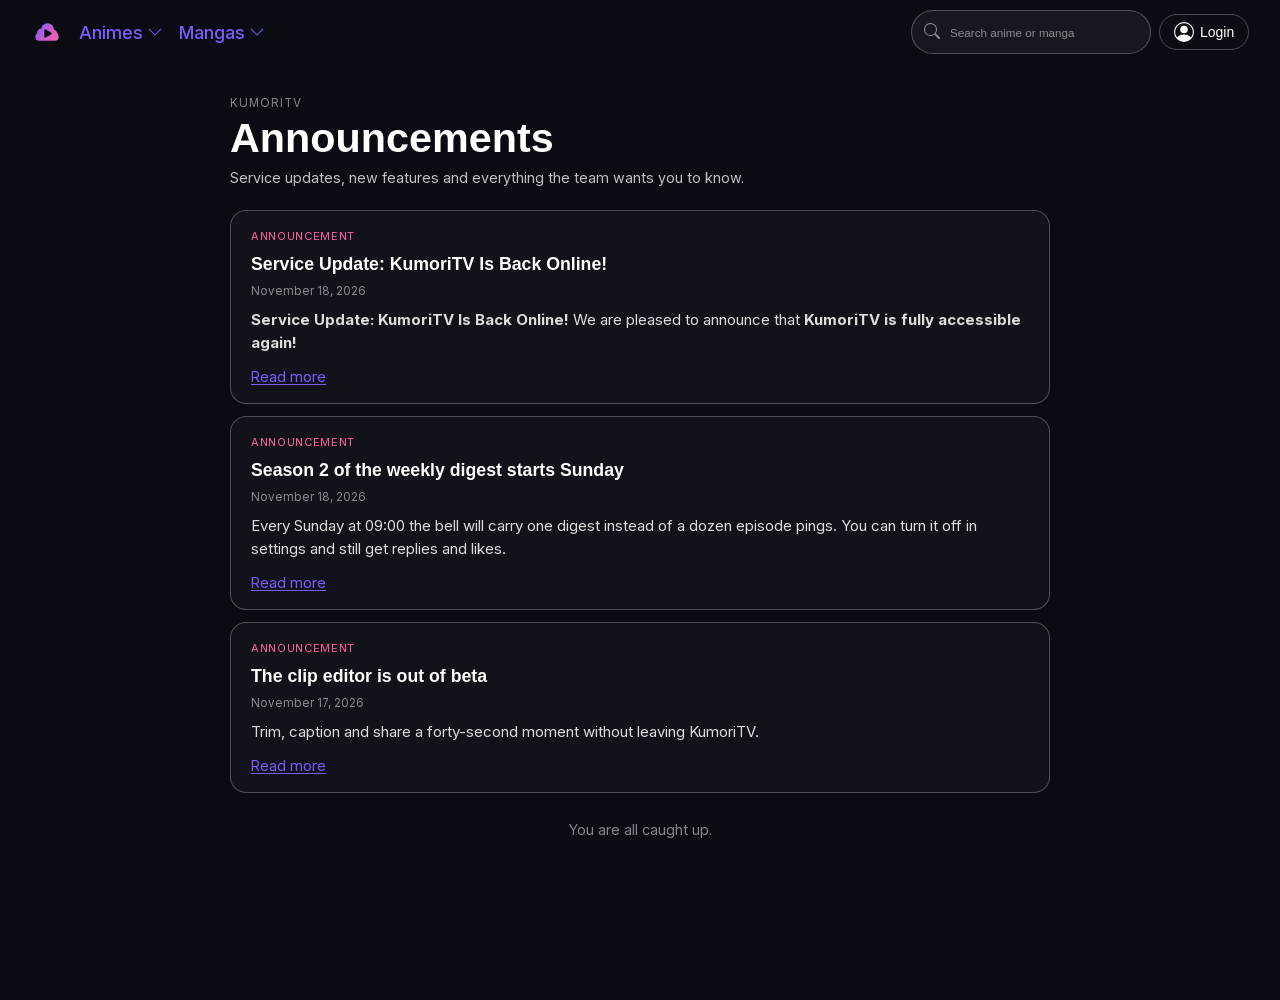 Animes Mangas
Search anime or manga
Login
KUMORITV
Announcements
Service updates, new features and everything the team wants you to know.
ANNOUNCEMENT
Service Update: KumoriTV Is Back Online!
November 18, 2026
Service Update: KumoriTV Is Back Online! We are pleased to announce that KumoriTV is fully accessible
again!
Read more
ANNOUNCEMENT
Season 2 of the weekly digest starts Sunday
November 18, 2026
Every Sunday at 09:00 the bell will carry one digest instead of a dozen episode pings. You can turn it off in
settings and still get replies and likes.
Read more
ANNOUNCEMENT
The clip editor is out of beta
November 17, 2026
Trim, caption and share a forty-second moment without leaving KumoriTV.
Read more
You are all caught up.